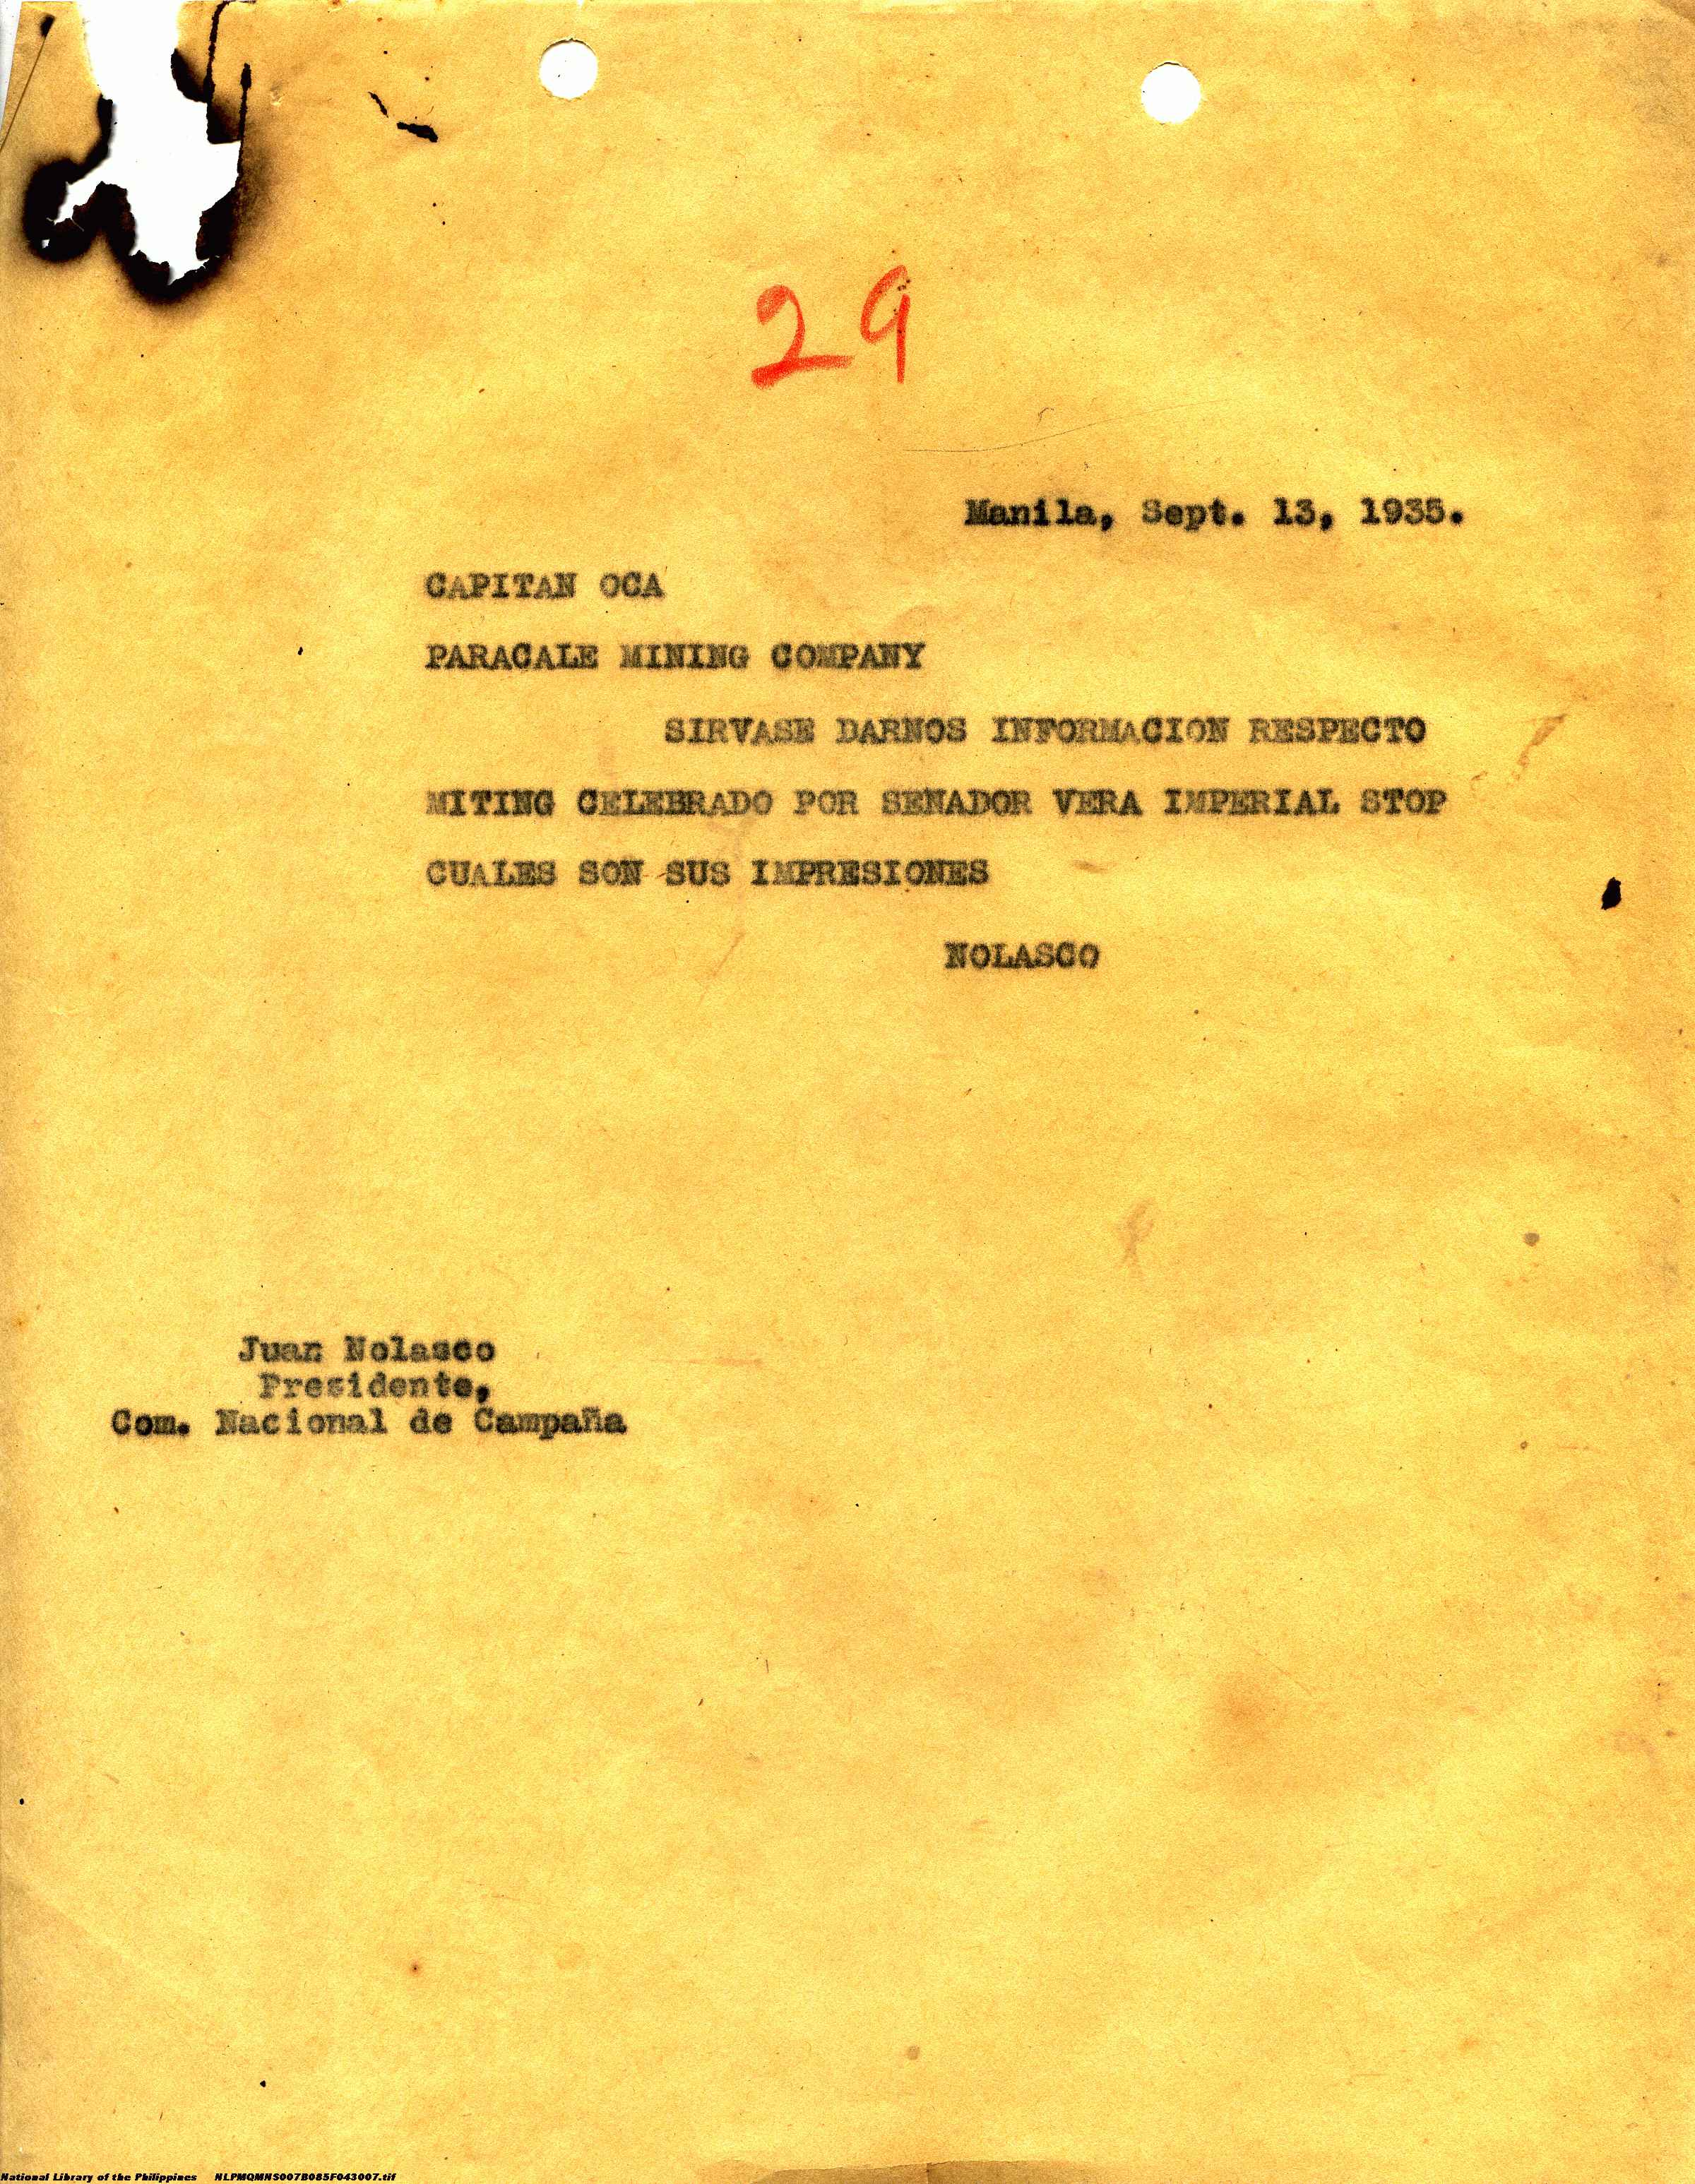 29
Manila, Sept. 13, 1935.
CAPITAN OCA
PARACALE MINING COMPANY
SIRVASE DARNOS INFORMACION RESPECTO
MITING CELEBRADO POR SENADOR VERA IMPERIAL STOP
CUALES SON SUS IMPRESIONES
NOLASCO
Juan Nolasco
Presidente,
Com. Nacional de Campaña
National Library of the Philippines NLPMQMNS007B085F043007.tif